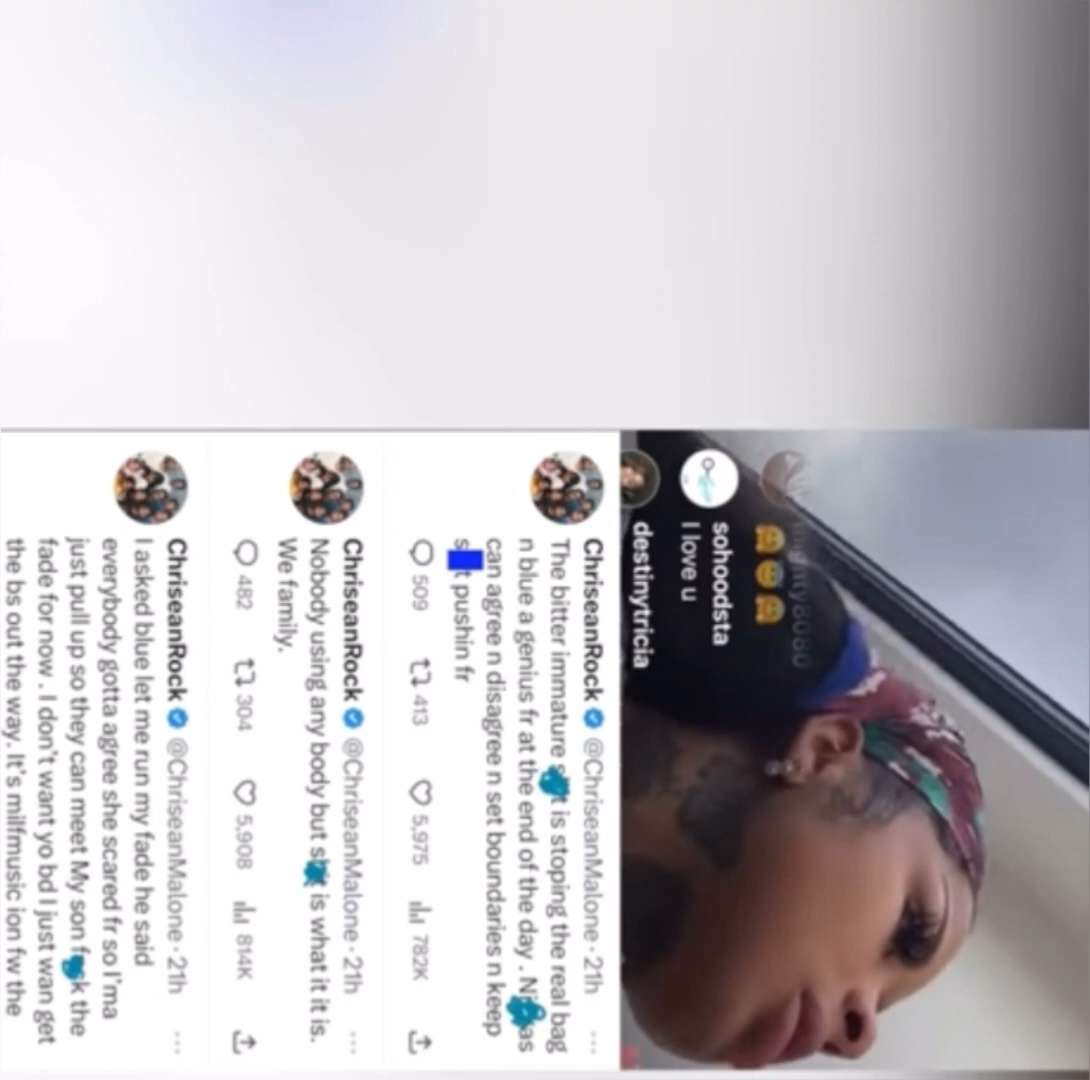 mighty8080
😬😬😬
sohoodsta
I love u
destinytricia
ChriseanRock @ChriseanMalone · 21h
The bitter immature s t is stoping the real bag
n blue a genius fr at the end of the day . Ni as
can agree n disagree n set boundaries n keep
s t pushin fr
509 413 5,975 782K
ChriseanRock @ChriseanMalone · 21h
Nobody using any body but s t is what it it is.
We family.
482 304 5,908 814K
ChriseanRock @ChriseanMalone · 21h
I asked blue let me run my fade he said
everybody gotta agree she scared fr so I'ma
just pull up so they can meet My son f k the
fade for now . I don't want yo bd I just wan get
the bs out the way. It's milfmusic ion fw the